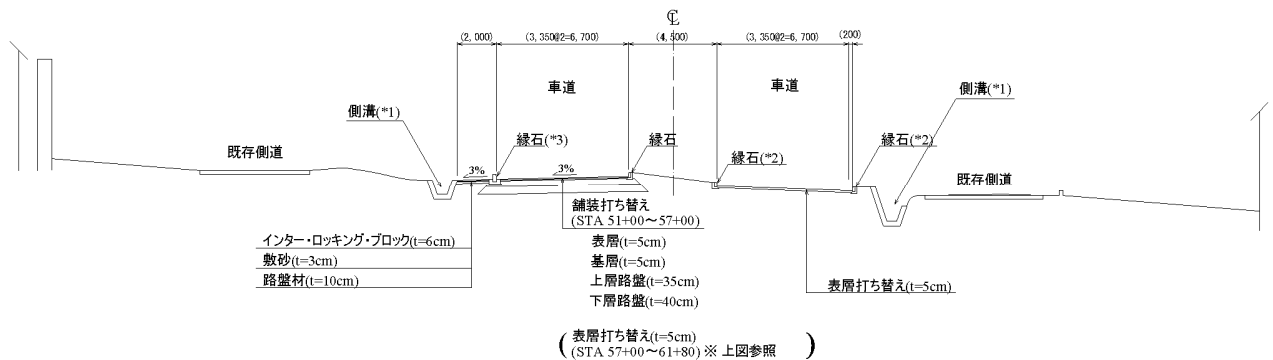 ℄
(2,000)
(3,350@2=6,700)
(4,500)
(3,350@2=6,700)
(200)
車道
車道
側溝(*1)
側溝(*1)
縁石(*3)
縁石
縁石(*2)
縁石(*2)
既存側道
既存側道
3%
3%
舗装打ち替え
(STA 51+00～57+00)
インター・ロッキング・ブロック(t=6cm)
敷砂(t=3cm)
路盤材(t=10cm)
表層(t=5cm)
基層(t=5cm)
上層路盤(t=35cm)
下層路盤(t=40cm)
表層打ち替え(t=5cm)
(表層打ち替え(t=5cm)
(STA 57+00～61+80) ※ 上図参照)